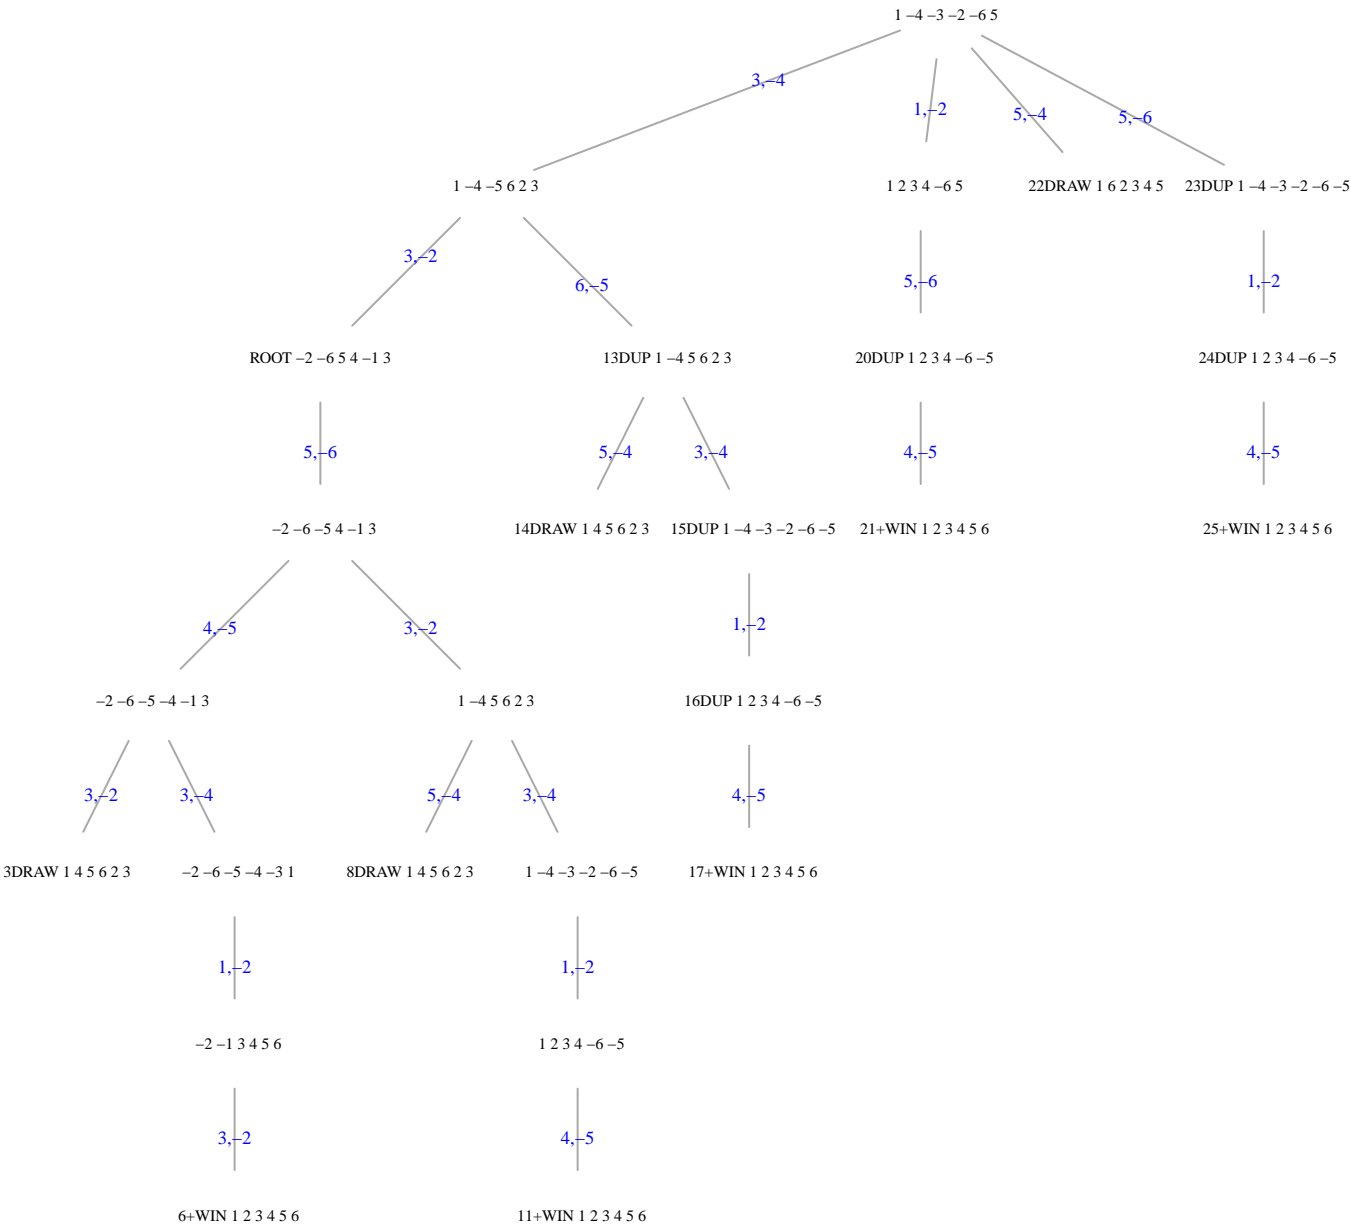 1 –4 –3 –2 –6 5
3,–4
1,–2
5,–4
5,–6
1 –4 –5 6 2 3
1 2 3 4 –6 5
22DRAW 1 6 2 3 4 5
23DUP 1 –4 –3 –2 –6 –5
3,–2
6,–5
5,–6
1,–2
ROOT –2 –6 5 4 –1 3
13DUP 1 –4 5 6 2 3
20DUP 1 2 3 4 –6 –5
24DUP 1 2 3 4 –6 –5
5,–6
5,–4
3,–4
4,–5
4,–5
–2 –6 –5 4 –1 3
14DRAW 1 4 5 6 2 3
15DUP 1 –4 –3 –2 –6 –5
21+WIN 1 2 3 4 5 6
25+WIN 1 2 3 4 5 6
4,–5
3,–2
1,–2
–2 –6 –5 –4 –1 3
1 –4 5 6 2 3
16DUP 1 2 3 4 –6 –5
3,–2
3,–4
5,–4
3,–4
4,–5
3DRAW 1 4 5 6 2 3
–2 –6 –5 –4 –3 1
8DRAW 1 4 5 6 2 3
1 –4 –3 –2 –6 –5
17+WIN 1 2 3 4 5 6
1,–2
1,–2
–2 –1 3 4 5 6
1 2 3 4 –6 –5
3,–2
4,–5
6+WIN 1 2 3 4 5 6
11+WIN 1 2 3 4 5 6